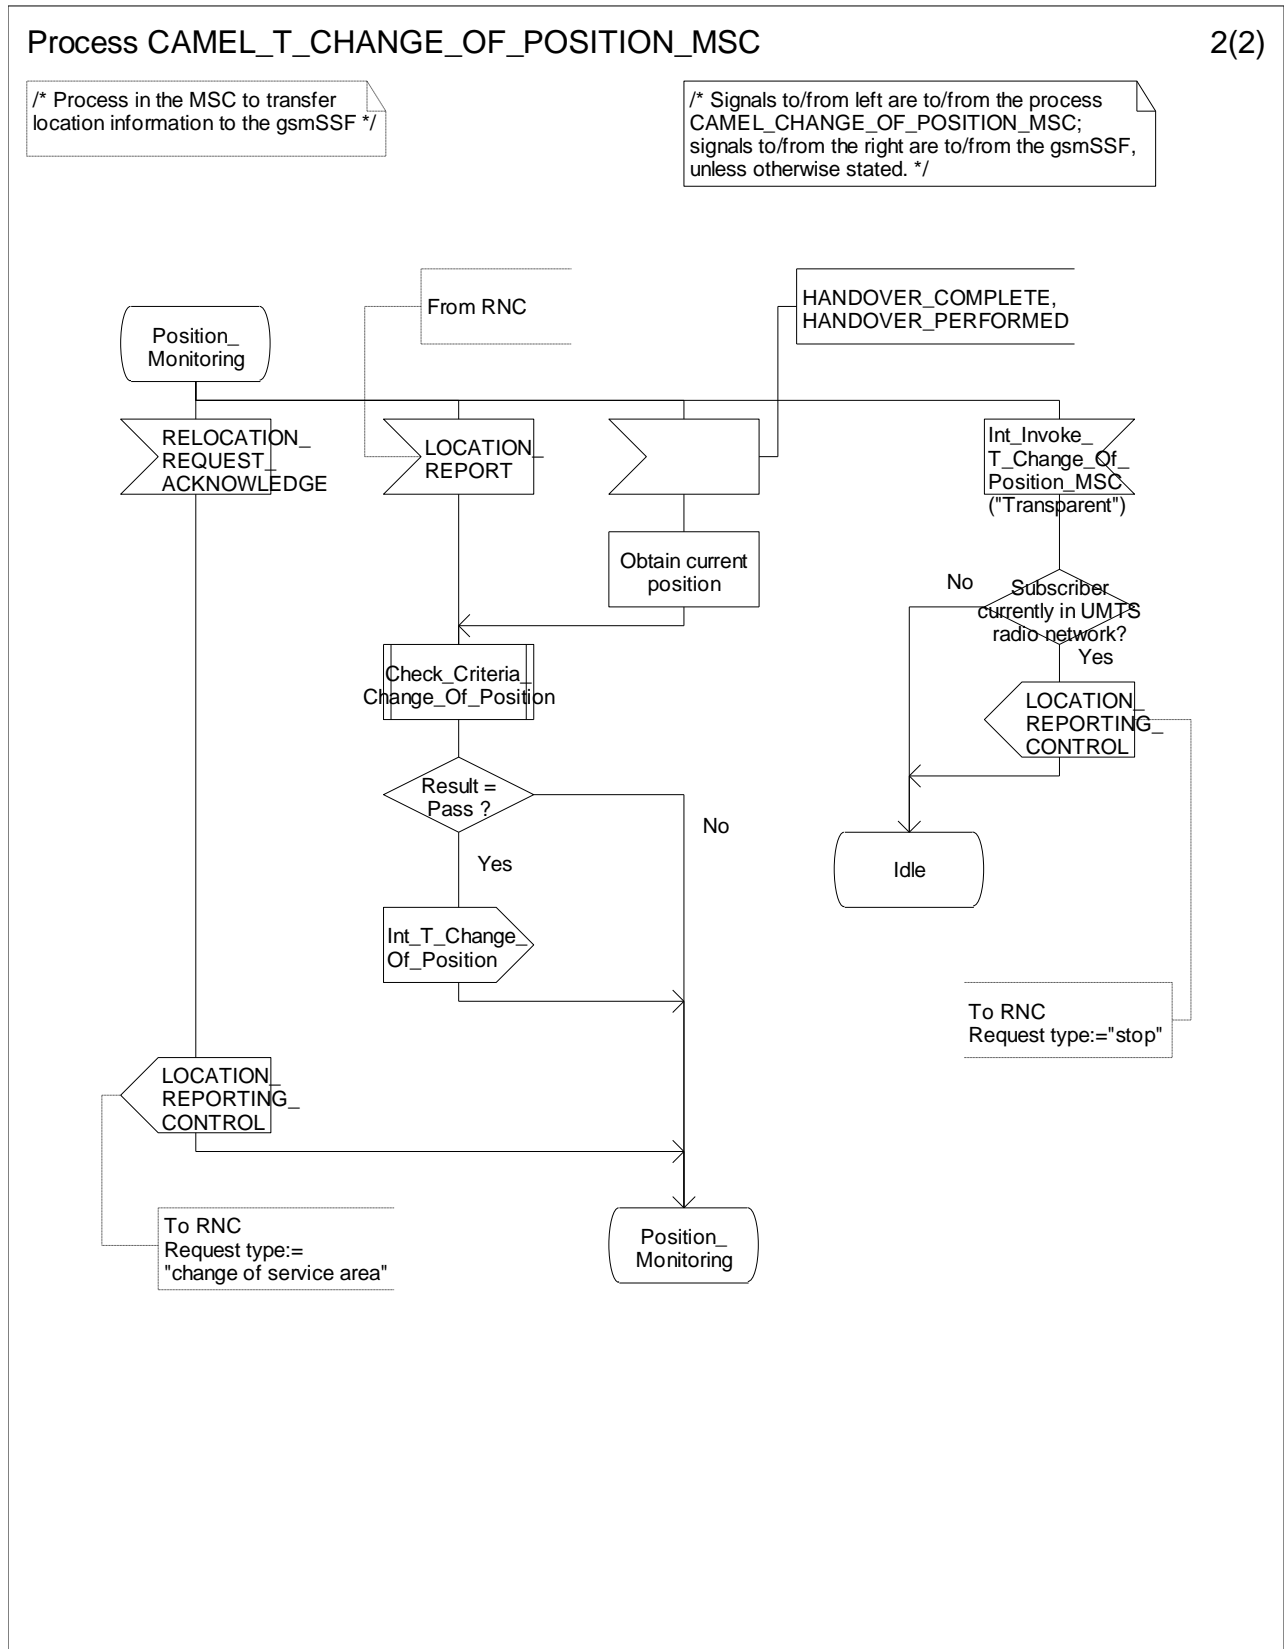 Process CAMEL_T_CHANGE_OF_POSITION_MSC
2(2)
/* Process in the MSC to transfer
location information to the gsmSSF */
/* Signals to/from left are to/from the process
CAMEL_CHANGE_OF_POSITION_MSC;
signals to/from the right are to/from the gsmSSF,
unless otherwise stated. */
From RNC
HANDOVER_COMPLETE,
HANDOVER_PERFORMED
Position_
Monitoring
RELOCATION_
REQUEST_
ACKNOWLEDGE
LOCATION_
REPORT
Int_Invoke_
T_Change_Of_
Position_MSC
("Transparent")
Obtain current
position
No
Subscriber
currently in UMTS
radio network?
Yes
Check_Criteria_
Change_Of_Position
LOCATION_
REPORTING_
CONTROL
Result =
Pass ?
No
Yes
Idle
Int_T_Change_
Of_Position
To RNC
Request type:="stop"
LOCATION_
REPORTING_
CONTROL
To RNC
Request type:=
"change of service area"
Position_
Monitoring